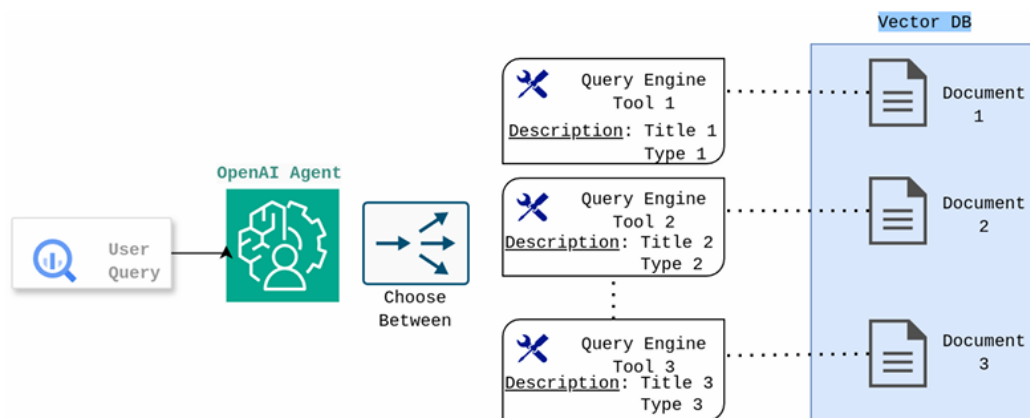 Vector DB
Query Engine
Tool 1
Description: Title 1
Type 1
Document
1
OpenAI Agent
User
Query
Choose
Between
Query Engine
Tool 2
Description: Title 2
Type 2
Document
2
Query Engine
Tool 3
Description: Title 3
Type 3
Document
3